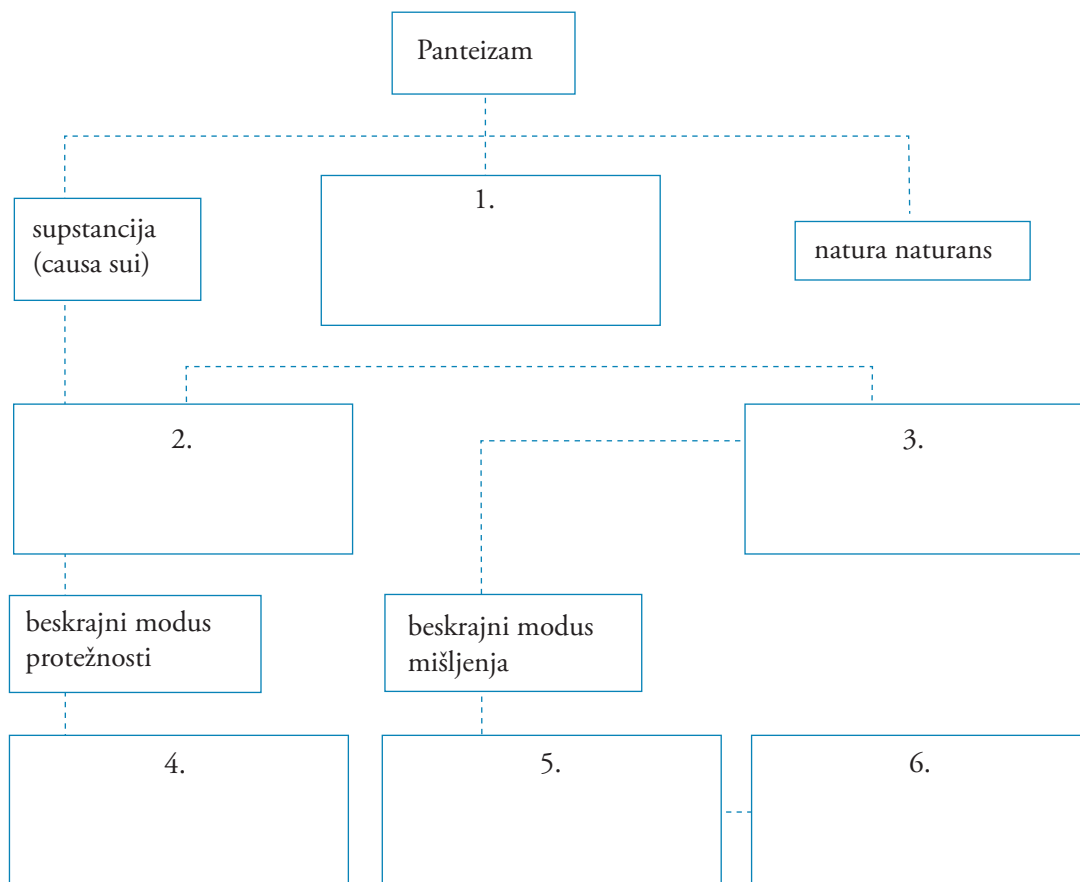 Panteizam
supstancija
(causa sui)
1.
natura naturans
2.
3.
beskrajni modus
protežnosti
beskrajni modus
mišljenja
4.
5.
6.